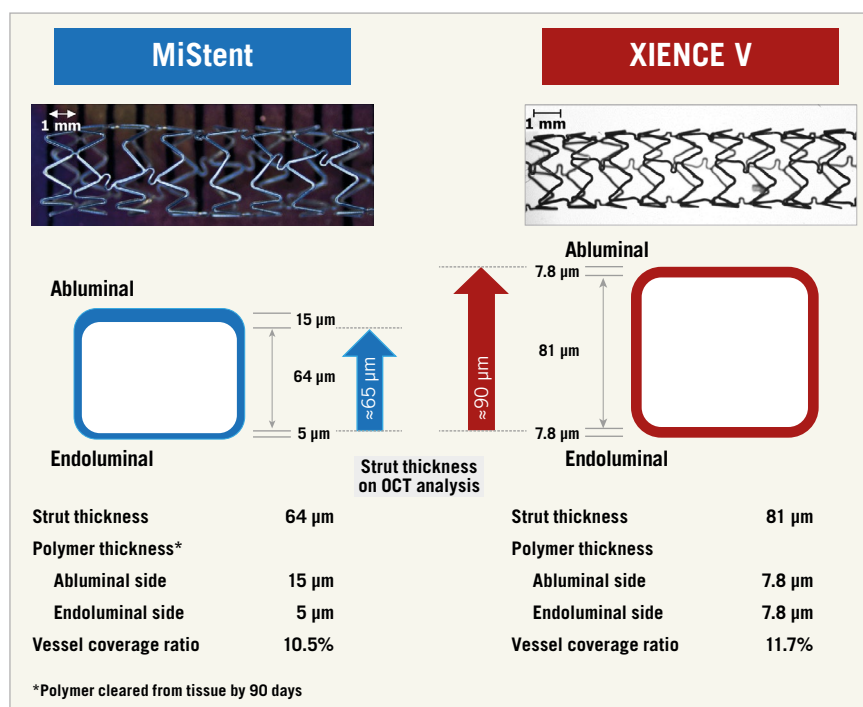 MiStent
XIENCE V
1 mm
1 mm
Abluminal
15 µm
64 µm
5 µm
Endoluminal
≈65 µm
≈90 µm
Strut thickness
on OCT analysis
Abluminal
7.8 µm
81 µm
7.8 µm
Endoluminal
Strut thickness 64 µm
Polymer thickness*
Abluminal side 15 µm
Endoluminal side 5 µm
Vessel coverage ratio 10.5%
Strut thickness 81 µm
Polymer thickness
Abluminal side 7.8 µm
Endoluminal side 7.8 µm
Vessel coverage ratio 11.7%
*Polymer cleared from tissue by 90 days